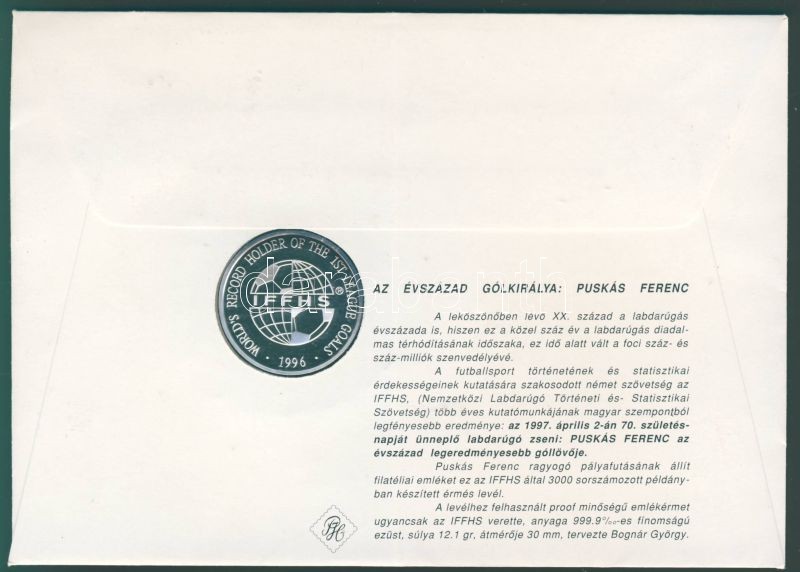 WORLD'S RECORD HOLDER OF THE 1ST LEAGUE GOALS
IFFHS ®
· 1996 ·
AZ ÉVSZÁZAD GÓLKIRÁLYA: PUSKÁS FERENC
A leköszönőben levő XX. század a labdarúgás
évszázada is, hiszen ez a közel száz év a labdarúgás diadal-
mas térhódításának időszaka, ez idő alatt vált a foci száz- és
száz-milliók szenvedélyévé.
A futballsport történetének és statisztikai
érdekességeinek kutatására szakosodott német szövetség az
IFFHS, (Nemzetközi Labdarúgó Történeti és- Statisztikai
Szövetség) több éves kutatómunkájának magyar szempontból
legfényesebb eredménye: az 1997. április 2-án 70. születés-
napját ünneplő labdarúgó zseni: PUSKÁS FERENC az
évszázad legeredményesebb góllövője.
Puskás Ferenc ragyogó pályafutásának állít
filatéliai emléket ez az IFFHS által 3000 sorszámozott példány-
ban készített érmés levél.
A levélhez felhasznált proof minőségű emlékérmet
ugyancsak az IFFHS verette, anyaga 999.9‰-es finomságú
ezüst, súlya 12.1 gr, átmérője 30 mm, tervezte Bognár György.